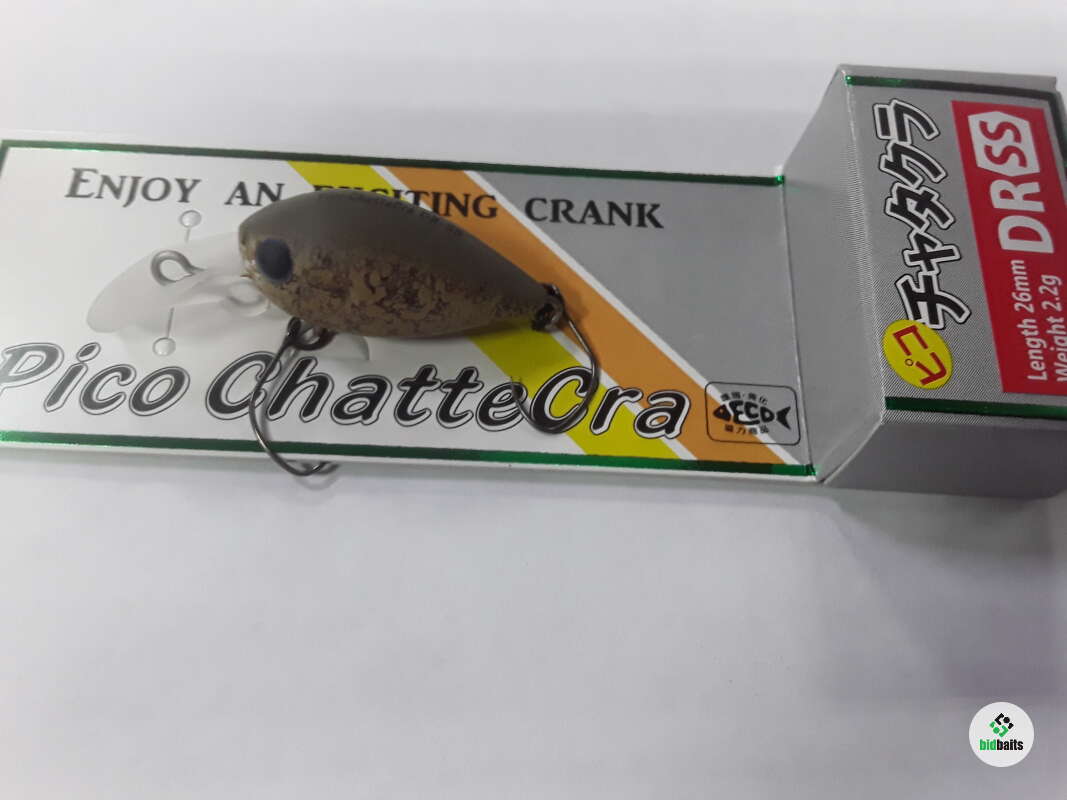 ENJOY AN EXCITING CRANK
Pico ChatteCra
ECO
ピコ
チャタクラ
DR SS
Length 26mm
Weight 2.2g
bidbaits